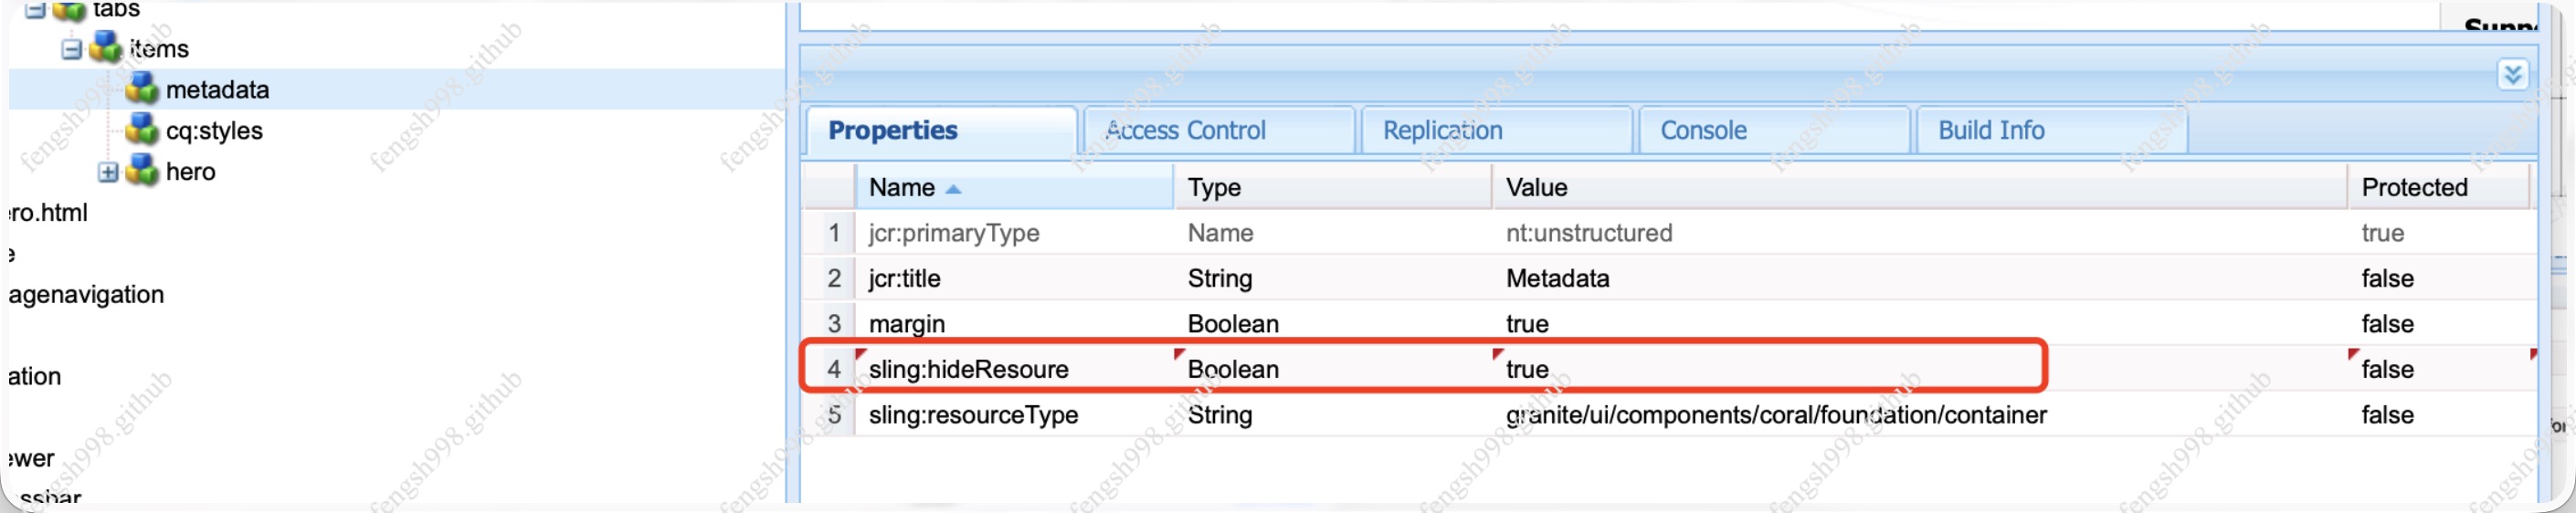 tabs
items
metadata
cq:styles
hero
ro.html
e
agenavigation
ation
ewer
ssbar
Properties
Access Control
Replication
Console
Build Info
Name Type Value Protected
1 jcr:primaryType Name nt:unstructured true
2 jcr:title String Metadata false
3 margin Boolean true false
4 sling:hideResoure Boolean true false
5 sling:resourceType String granite/ui/components/coral/foundation/container false
fengsh998.github